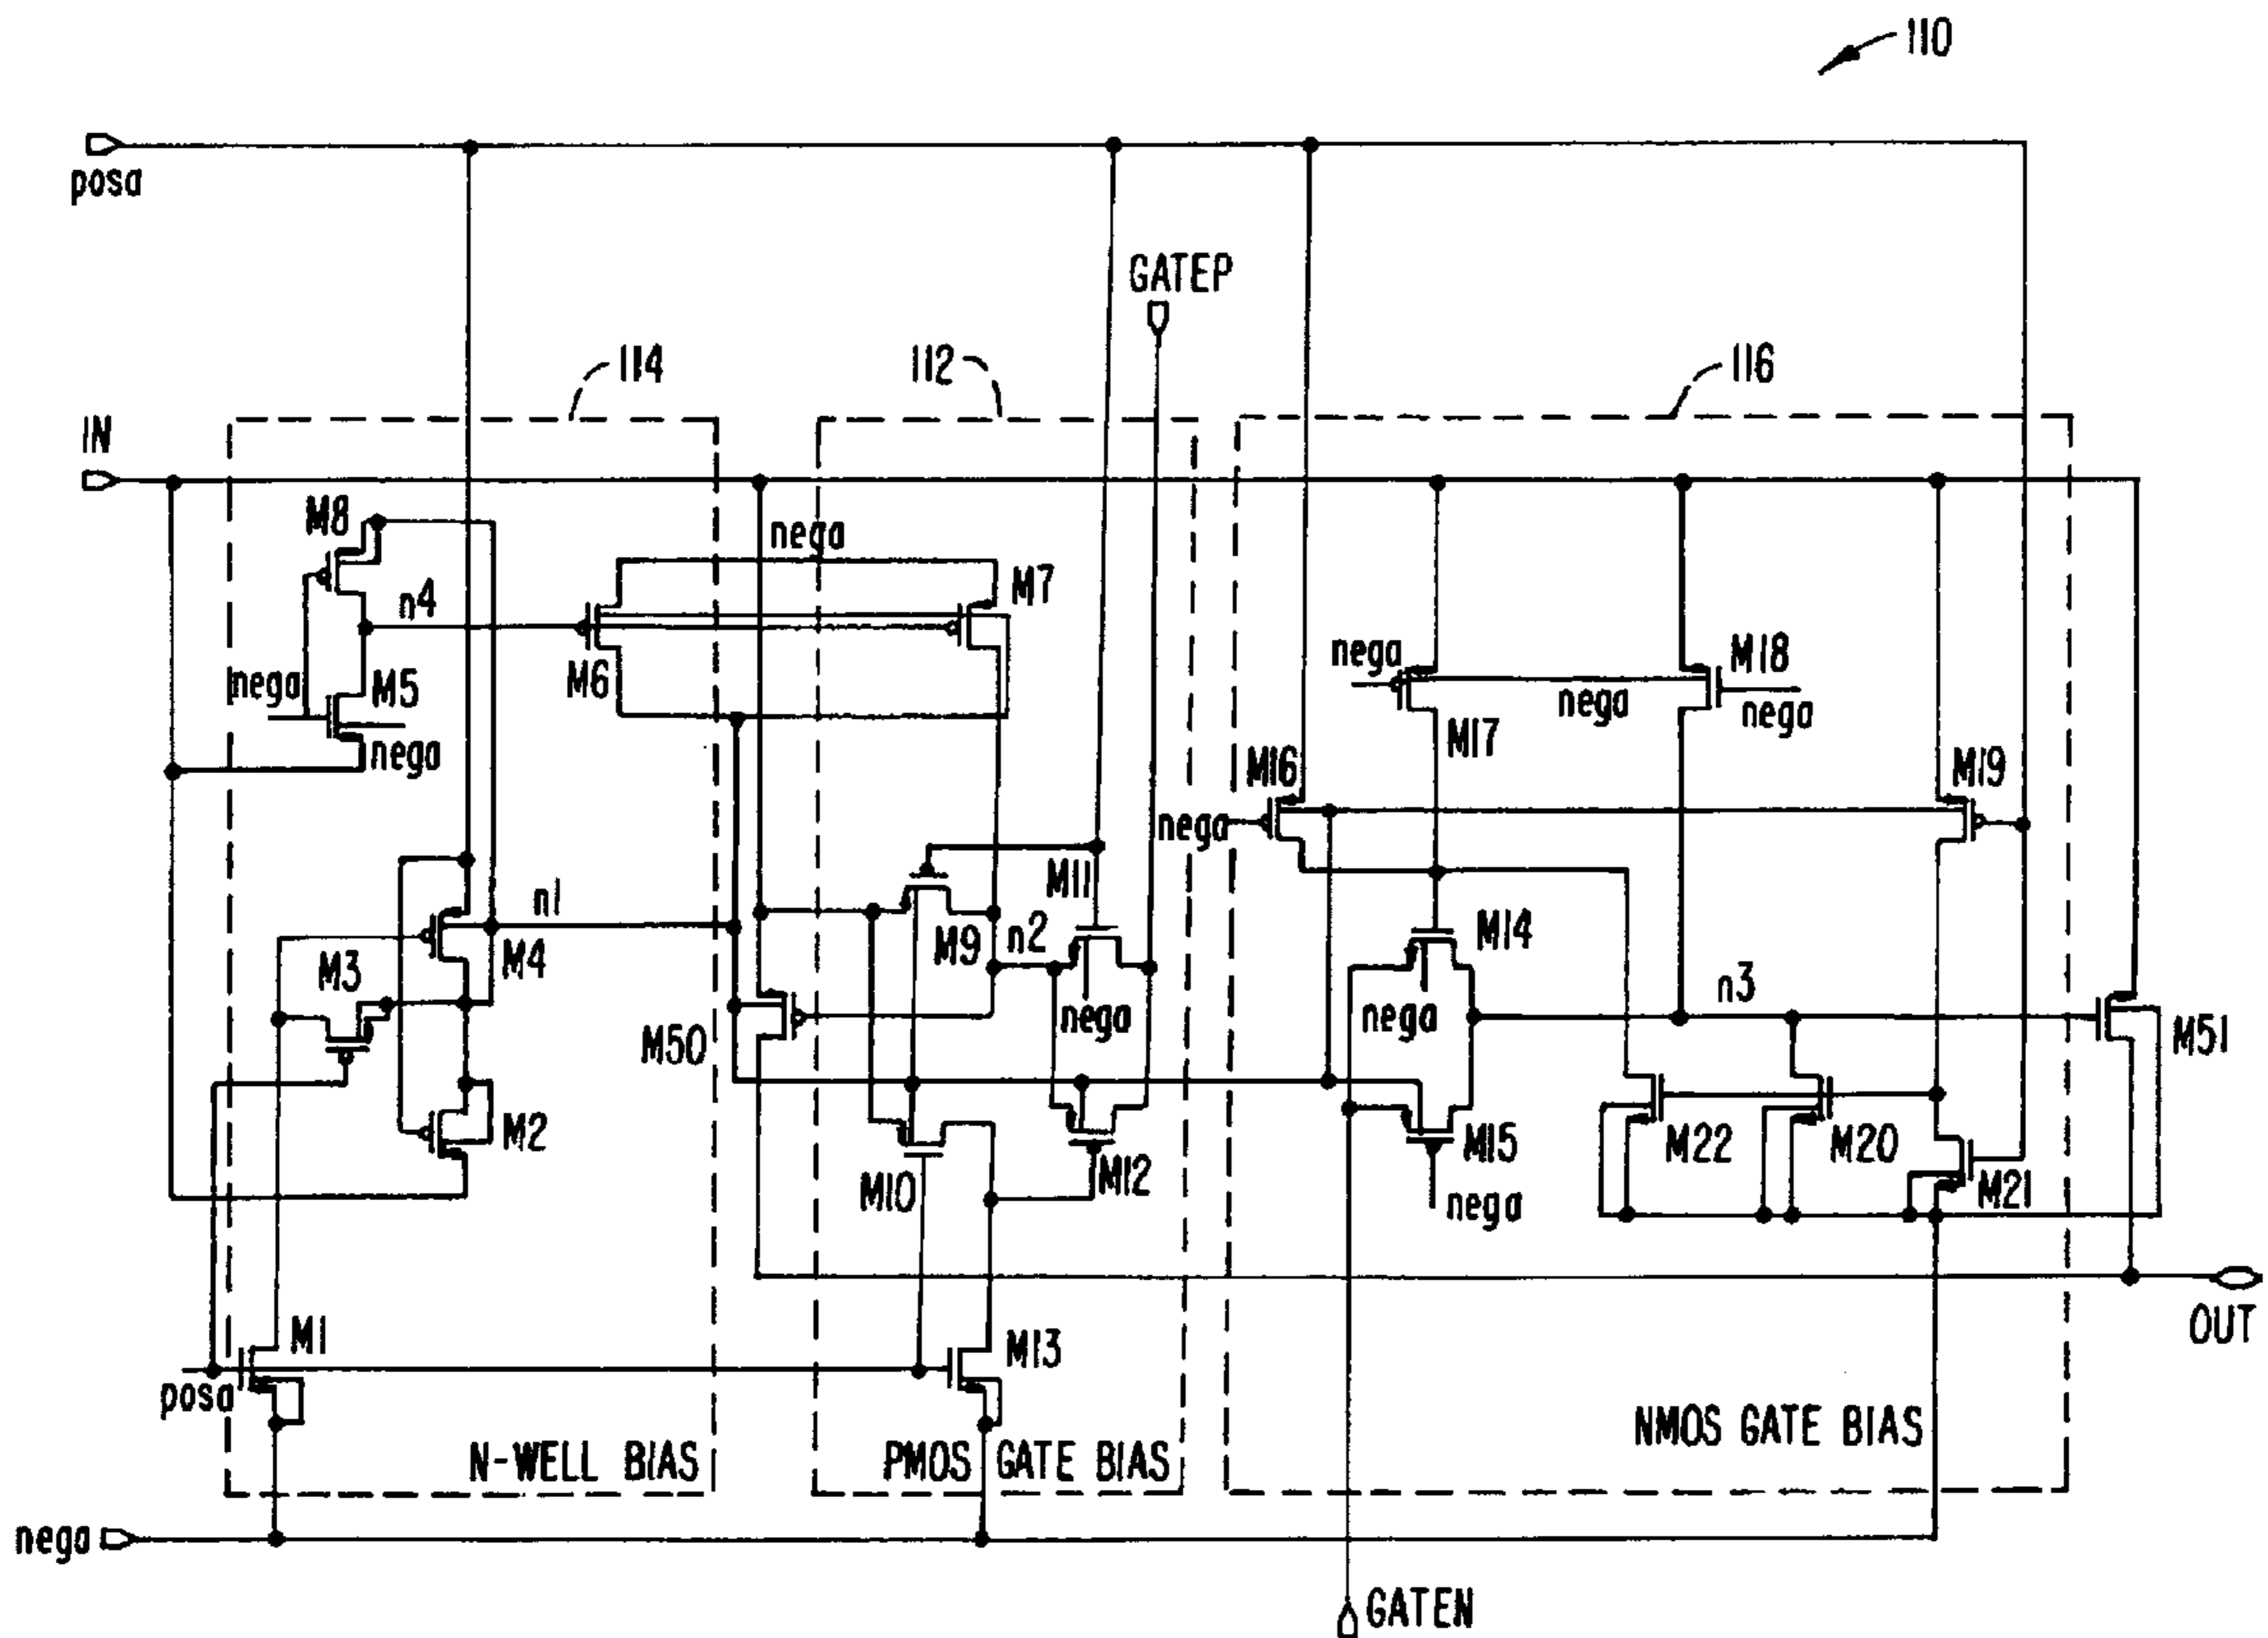 110
posa
GATEP
114
112
116
IN
M8
nega
M7
n4
M6
nega
M5
nega
nega
M18
nega
nega
M17
M16
M19
nega
M11
n1
M4
M9
n2
M14
M3
nega
nega
n3
M50
M51
M2
M10
M12
M15
M22
M20
M21
nega
OUT
M1
M13
posa
N-WELL BIAS
PMOS GATE BIAS
NMOS GATE BIAS
nega
GATEN